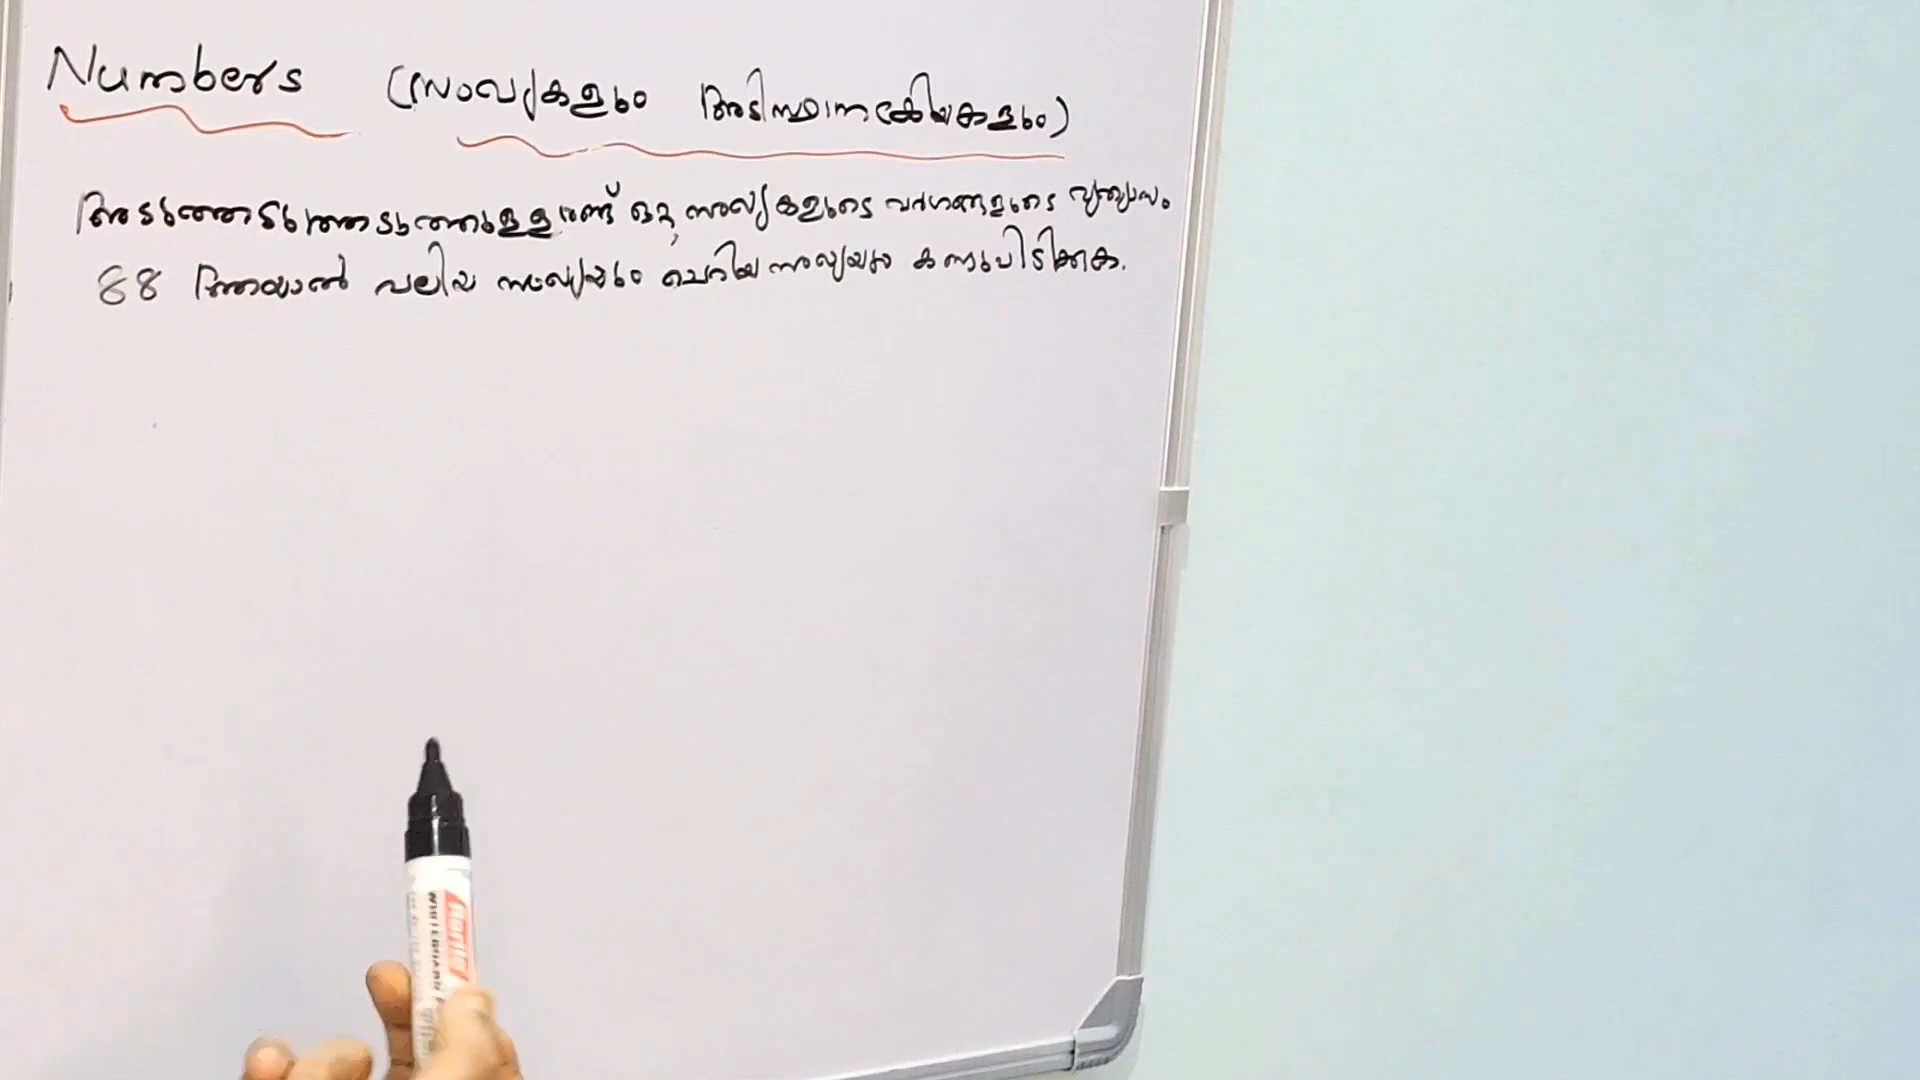 Numbers (സംഖ്യകളും അടിസ്ഥാനക്രിയകളും)
അടുത്തടുത്തടുത്തുള്ള രണ്ട് ഒറ്റ സംഖ്യകളുടെ വർഗങ്ങളുടെ വ്യത്യാസം
88 ആയാൽ വലിയ സംഖ്യയും ചെറിയ സംഖ്യയും കണ്ടുപിടിക്കുക.